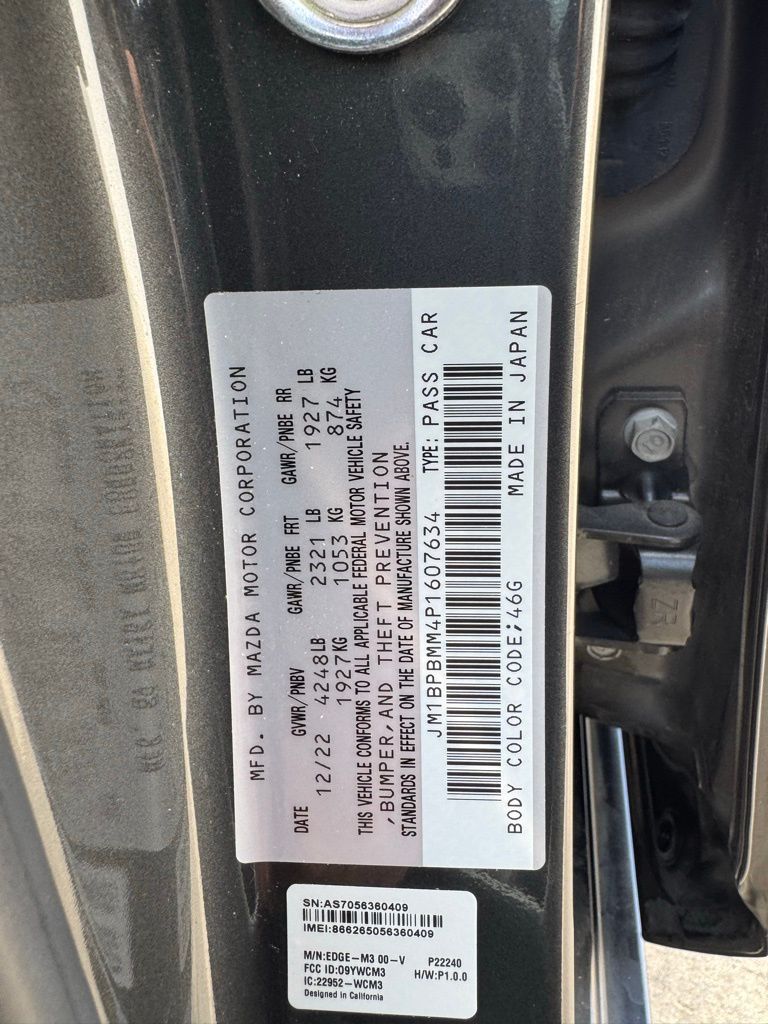 MFD. BY MAZDA MOTOR CORPORATION
DATE GVWR/PNBV GAWR/PNBE FRT GAWR/PNBE RR
12/22 4248LB 2321 LB 1927 LB
1927KG 1053 KG 874 KG
THIS VEHICLE CONFORMS TO ALL APPLICABLE FEDERAL MOTOR VEHICLE SAFETY
,BUMPER,AND THEFT PREVENTION
STANDARDS IN EFFECT ON THE DATE OF MANUFACTURE SHOWN ABOVE.
JM1BPBMM4P1607634 TYPE: PASS CAR
BODY COLOR CODE;46G MADE IN JAPAN
SN:AS7056360409
IMEI:866265056360409
M/N:EDGE-M3 00-V P22240
FCC ID:09YWCM3 H/W:P1.0.0
IC:22952-WCM3
Designed in California
ZR